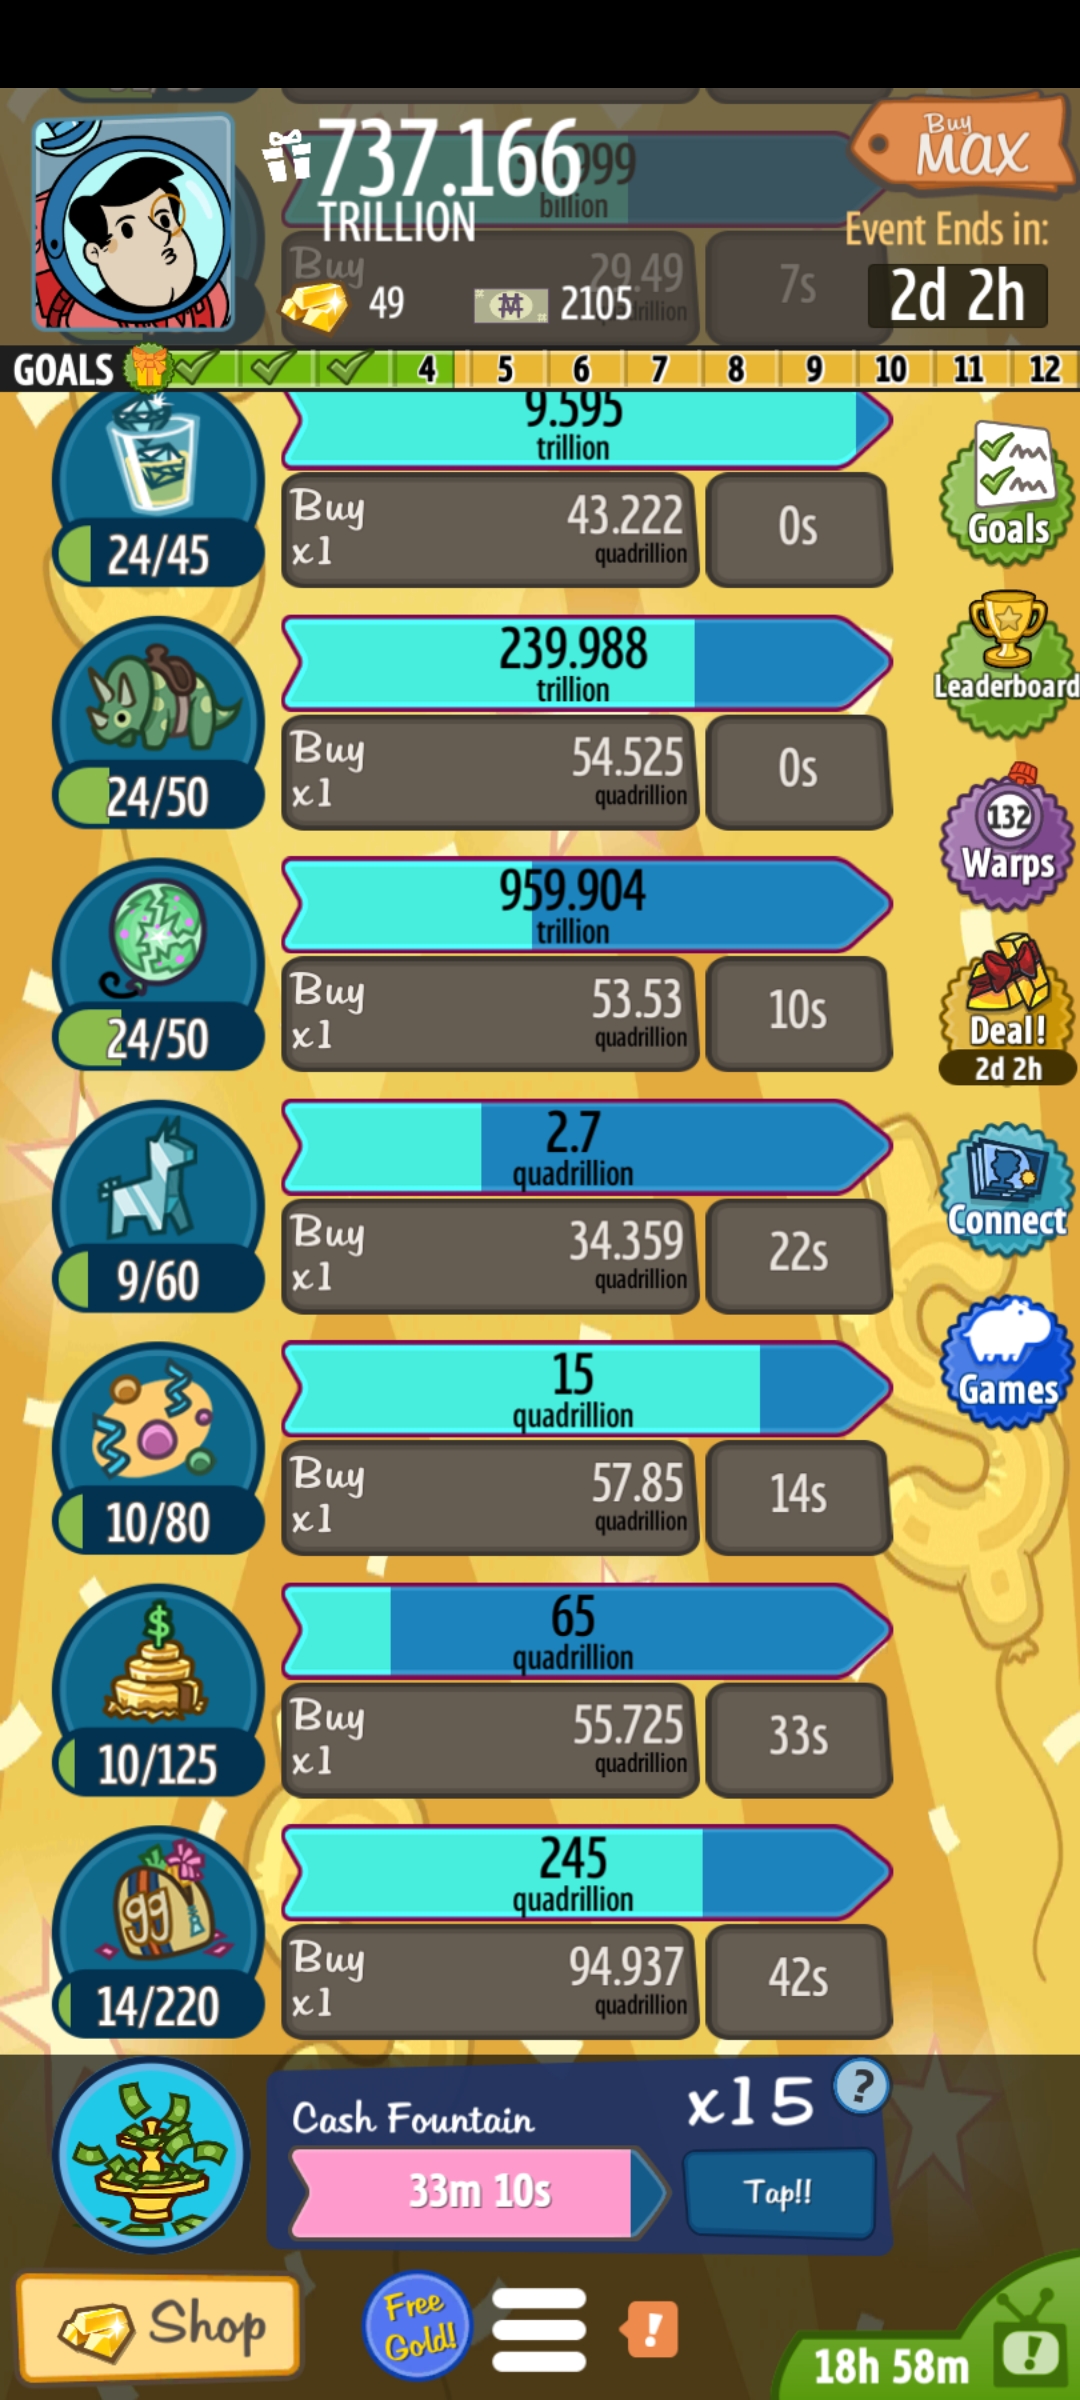 737.166
TRILLION
.999
billion
Buy
MAX
Event Ends in:
2d 2h
Buy
29.49
7s
49
2105
GOALS
4 5 6 7 8 9 10 11 12
9.595
trillion
24/45
Buy
x1
43.222
quadrillion
0s
Goals
239.988
trillion
24/50
Buy
x1
54.525
quadrillion
0s
Leaderboard
959.904
trillion
24/50
Buy
x1
53.53
quadrillion
10s
132
Warps
Deal!
2d 2h
2.7
quadrillion
9/60
Buy
x1
34.359
quadrillion
22s
Connect
15
quadrillion
10/80
Buy
x1
57.85
quadrillion
14s
Games
$
65
quadrillion
10/125
Buy
x1
55.725
quadrillion
33s
99
245
quadrillion
14/220
Buy
x1
94.937
quadrillion
42s
Cash Fountain
x15
?
33m 10s
Tap!!
Shop
Free
Gold!
!
18h 58m
!